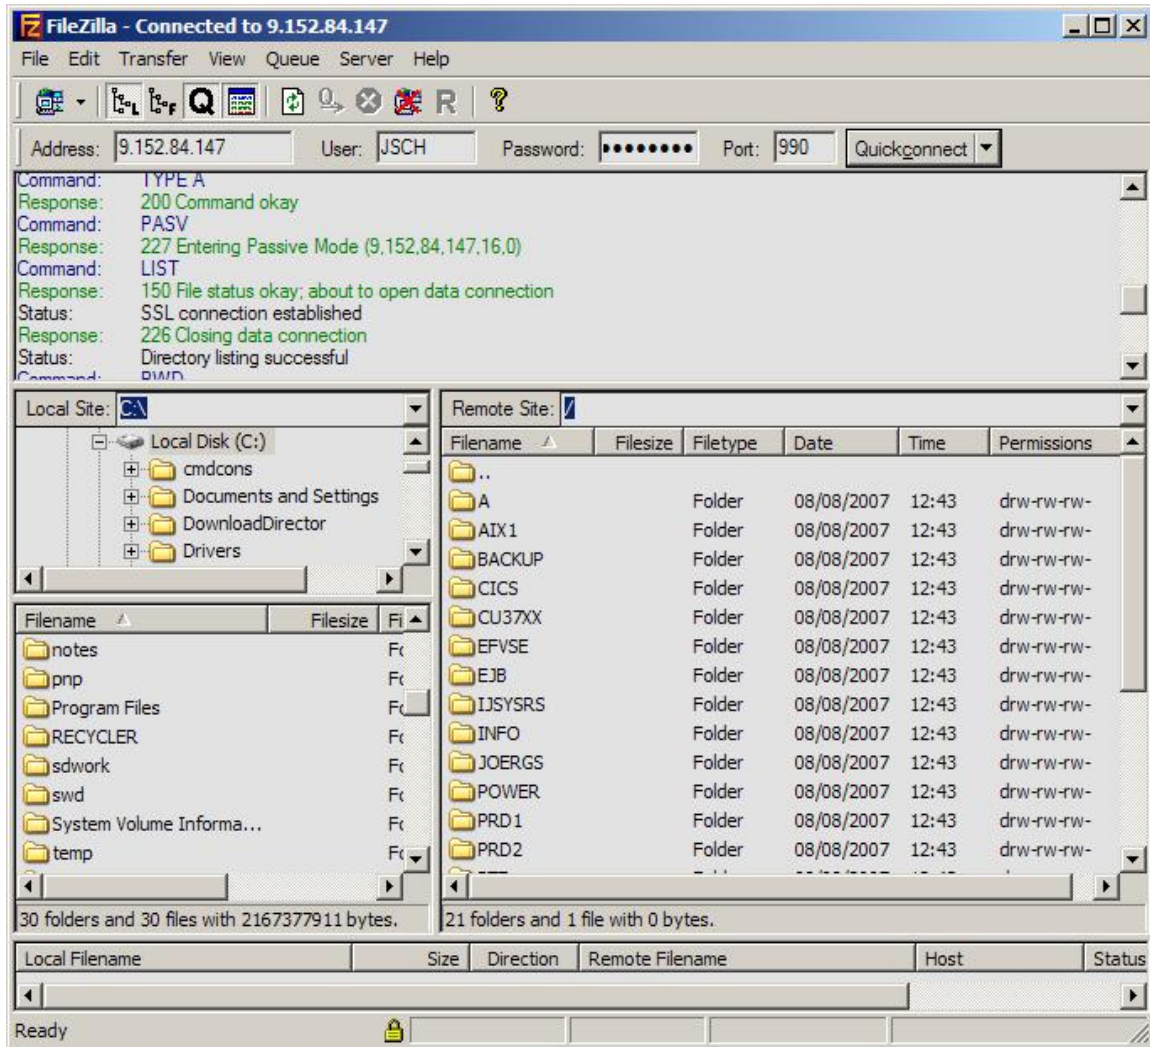 FileZilla - Connected to 9.152.84.147
File Edit Transfer View Queue Server Help
Address: 9.152.84.147 User: JSCH Password: •••••••• Port: 990 Quickconnect
Command: TYPE A
Response: 200 Command okay
Command: PASV
Response: 227 Entering Passive Mode (9,152,84,147,16,0)
Command: LIST
Response: 150 File status okay; about to open data connection
Status: SSL connection established
Response: 226 Closing data connection
Status: Directory listing successful
Command: PWD
Local Site: C:\
Local Disk (C:)
cmdcons
Documents and Settings
DownloadDirector
Drivers
Filename Filesize Fi
notes Fo
pnp Fo
Program Files Fo
RECYCLER Fo
sdwork Fo
swd Fo
System Volume Informa... Fo
temp Fo
30 folders and 30 files with 2167377911 bytes.
Remote Site: /
Filename Filesize Filetype Date Time Permissions
..
A Folder 08/08/2007 12:43 drw-rw-rw-
AIX1 Folder 08/08/2007 12:43 drw-rw-rw-
BACKUP Folder 08/08/2007 12:43 drw-rw-rw-
CICS Folder 08/08/2007 12:43 drw-rw-rw-
CU37XX Folder 08/08/2007 12:43 drw-rw-rw-
EFVSE Folder 08/08/2007 12:43 drw-rw-rw-
EJB Folder 08/08/2007 12:43 drw-rw-rw-
IJSYSRS Folder 08/08/2007 12:43 drw-rw-rw-
INFO Folder 08/08/2007 12:43 drw-rw-rw-
JOERGS Folder 08/08/2007 12:43 drw-rw-rw-
POWER Folder 08/08/2007 12:43 drw-rw-rw-
PRD1 Folder 08/08/2007 12:43 drw-rw-rw-
PRD2 Folder 08/08/2007 12:43 drw-rw-rw-
21 folders and 1 file with 0 bytes.
Local Filename Size Direction Remote Filename Host Status
Ready